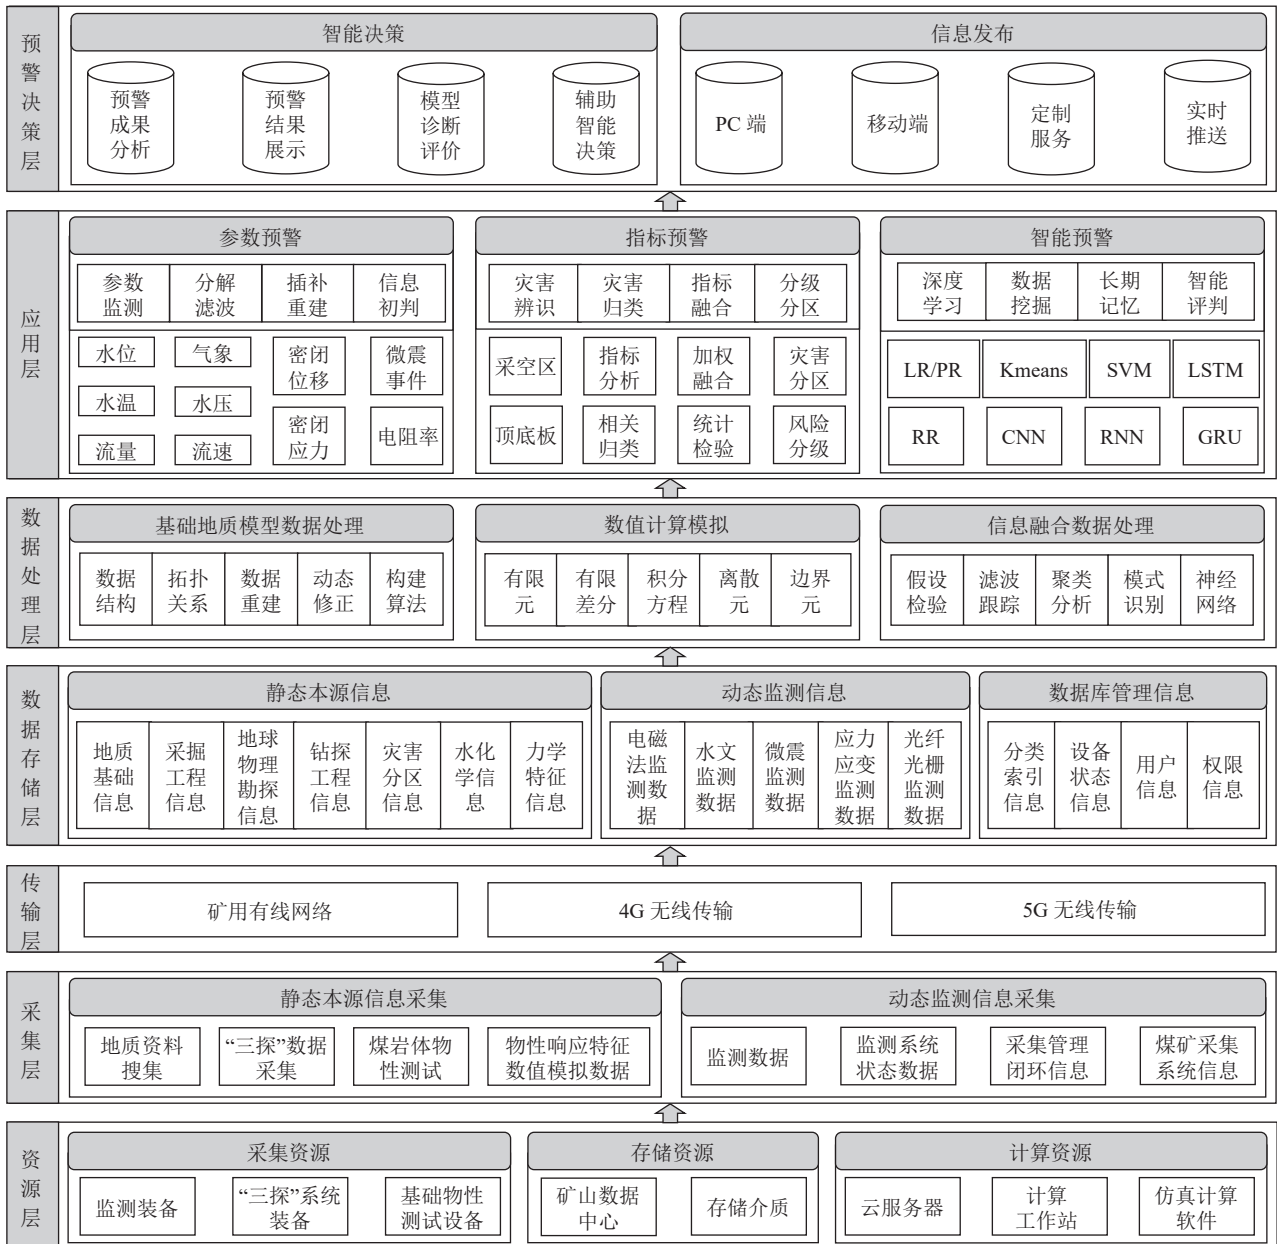 预警决策层
智能决策
信息发布
预警
成果
分析
预警
结果
展示
模型
诊断
评价
辅助
智能
决策
PC 端
移动端
定制
服务
实时
推送
应用层
参数预警
指标预警
智能预警
参数
监测
分解
滤波
插补
重建
信息
初判
灾害
辨识
灾害
归类
指标
融合
分级
分区
深度
学习
数据
挖掘
长期
记忆
智能
评判
水位
气象
密闭
位移
微震
事件
水温
水压
流量
流速
密闭
应力
电阻率
采空区
指标
分析
加权
融合
灾害
分区
顶底板
相关
归类
统计
检验
风险
分级
LR/PR
Kmeans
SVM
LSTM
RR
CNN
RNN
GRU
数据处理层
基础地质模型数据处理
数值计算模拟
信息融合数据处理
数据
结构
拓扑
关系
数据
重建
动态
修正
构建
算法
有限
元
有限
差分
积分
方程
离散
元
边界
元
假设
检验
滤波
跟踪
聚类
分析
模式
识别
神经
网络
数据存储层
静态本源信息
动态监测信息
数据库管理信息
地质
基础
信息
采掘
工程
信息
地球
物理
勘探
信息
钻探
工程
信息
灾害
分区
信息
水化
学信
息
力学
特征
信息
电磁
法监
测数
据
水文
监测
数据
微震
监测
数据
应力
应变
监测
数据
光纤
光栅
监测
数据
分类
索引
信息
设备
状态
信息
用户
信息
权限
信息
传输层
矿用有线网络
4G 无线传输
5G 无线传输
采集层
静态本源信息采集
动态监测信息采集
地质资料
搜集
“三探”数据
采集
煤岩体物
性测试
物性响应特征
数值模拟数据
监测数据
监测系统
状态数据
采集管理
闭环信息
煤矿采集
系统信息
资源层
采集资源
存储资源
计算资源
监测装备
“三探”系统
装备
基础物性
测试设备
矿山数据
中心
存储介质
云服务器
计算
工作站
仿真计算
软件